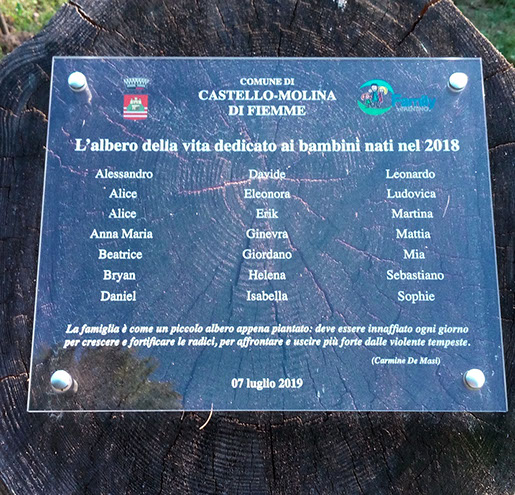 COMUNE DI
CASTELLO-MOLINA
DI FIEMME
Family
L'albero della vita dedicato ai bambini nati nel 2018
Alessandro Davide Leonardo
Alice Eleonora Ludovica
Alice Erik Martina
Anna Maria Ginevra Mattia
Beatrice Giordano Mia
Bryan Helena Sebastiano
Daniel Isabella Sophie
La famiglia è come un piccolo albero appena piantato: deve essere innaffiato ogni giorno
per crescere e fortificare le radici, per affrontare e uscire più forte dalle violente tempeste.
(Carmine De Masi)
07 luglio 2019